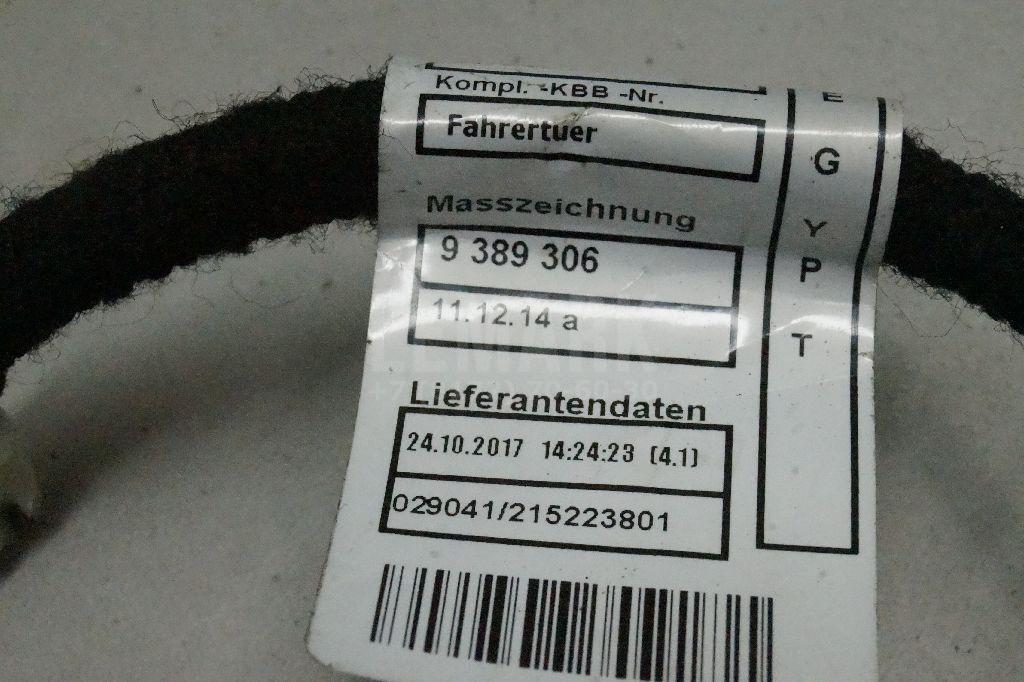 Kompl. -KBB -Nr.
Fahrertuer
Masszeichnung
9 389 306
11.12.14 a
Lieferantendaten
24.10.2017 14:24:23 (4.1)
029041/215223801
E
G
Y
P
T
LEMARK